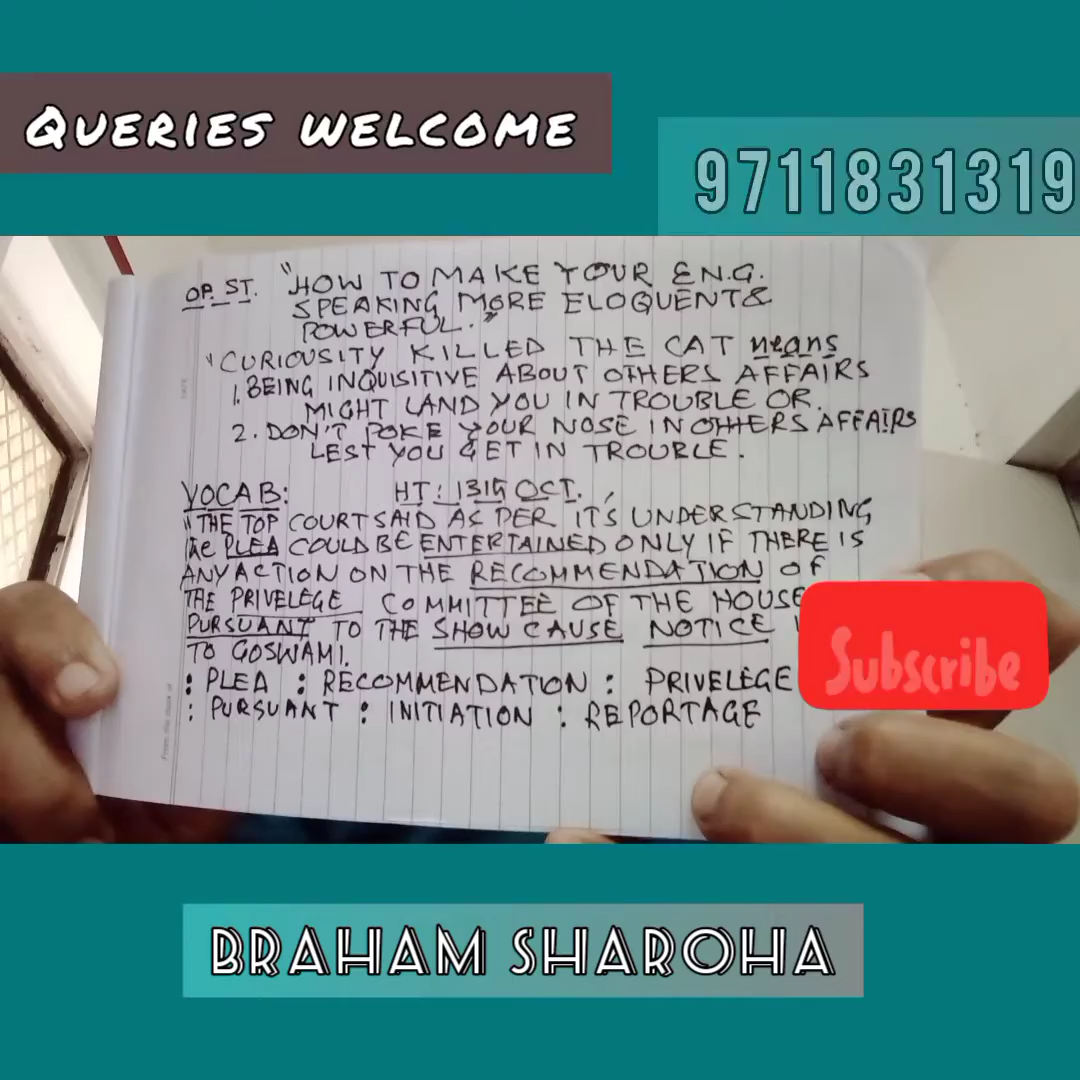 QUERIES WELCOME
9711831319
OP. ST. "HOW TO MAKE YOUR ENG.
SPEAKING MORE ELOQUENT &
POWERFUL."
"CURIOUSITY KILLED THE CAT means
1. BEING INQUISITIVE ABOUT OTHERS AFFAIRS
MIGHT LAND YOU IN TROUBLE OR.
2. DON'T POKE YOUR NOSE IN OTHERS AFFAIRS
LEST YOU GET IN TROUBLE.
VOCAB: HT: 13TH OCT.,
"THE TOP COURT SAID AS PER IT'S UNDERSTANDING
THE PLEA COULD BE ENTERTAINED ONLY IF THERE IS
ANY ACTION ON THE RECOMMENDATION OF
THE PRIVELEGE COMMITTEE OF THE HOUSE
PURSUANT TO THE SHOW CAUSE NOTICE
TO GOSWAMI.
: PLEA : RECOMMENDATION : PRIVELEGE
: PURSUANT : INITIATION : REPORTAGE
Subscribe
BRAHAM SHAROHA